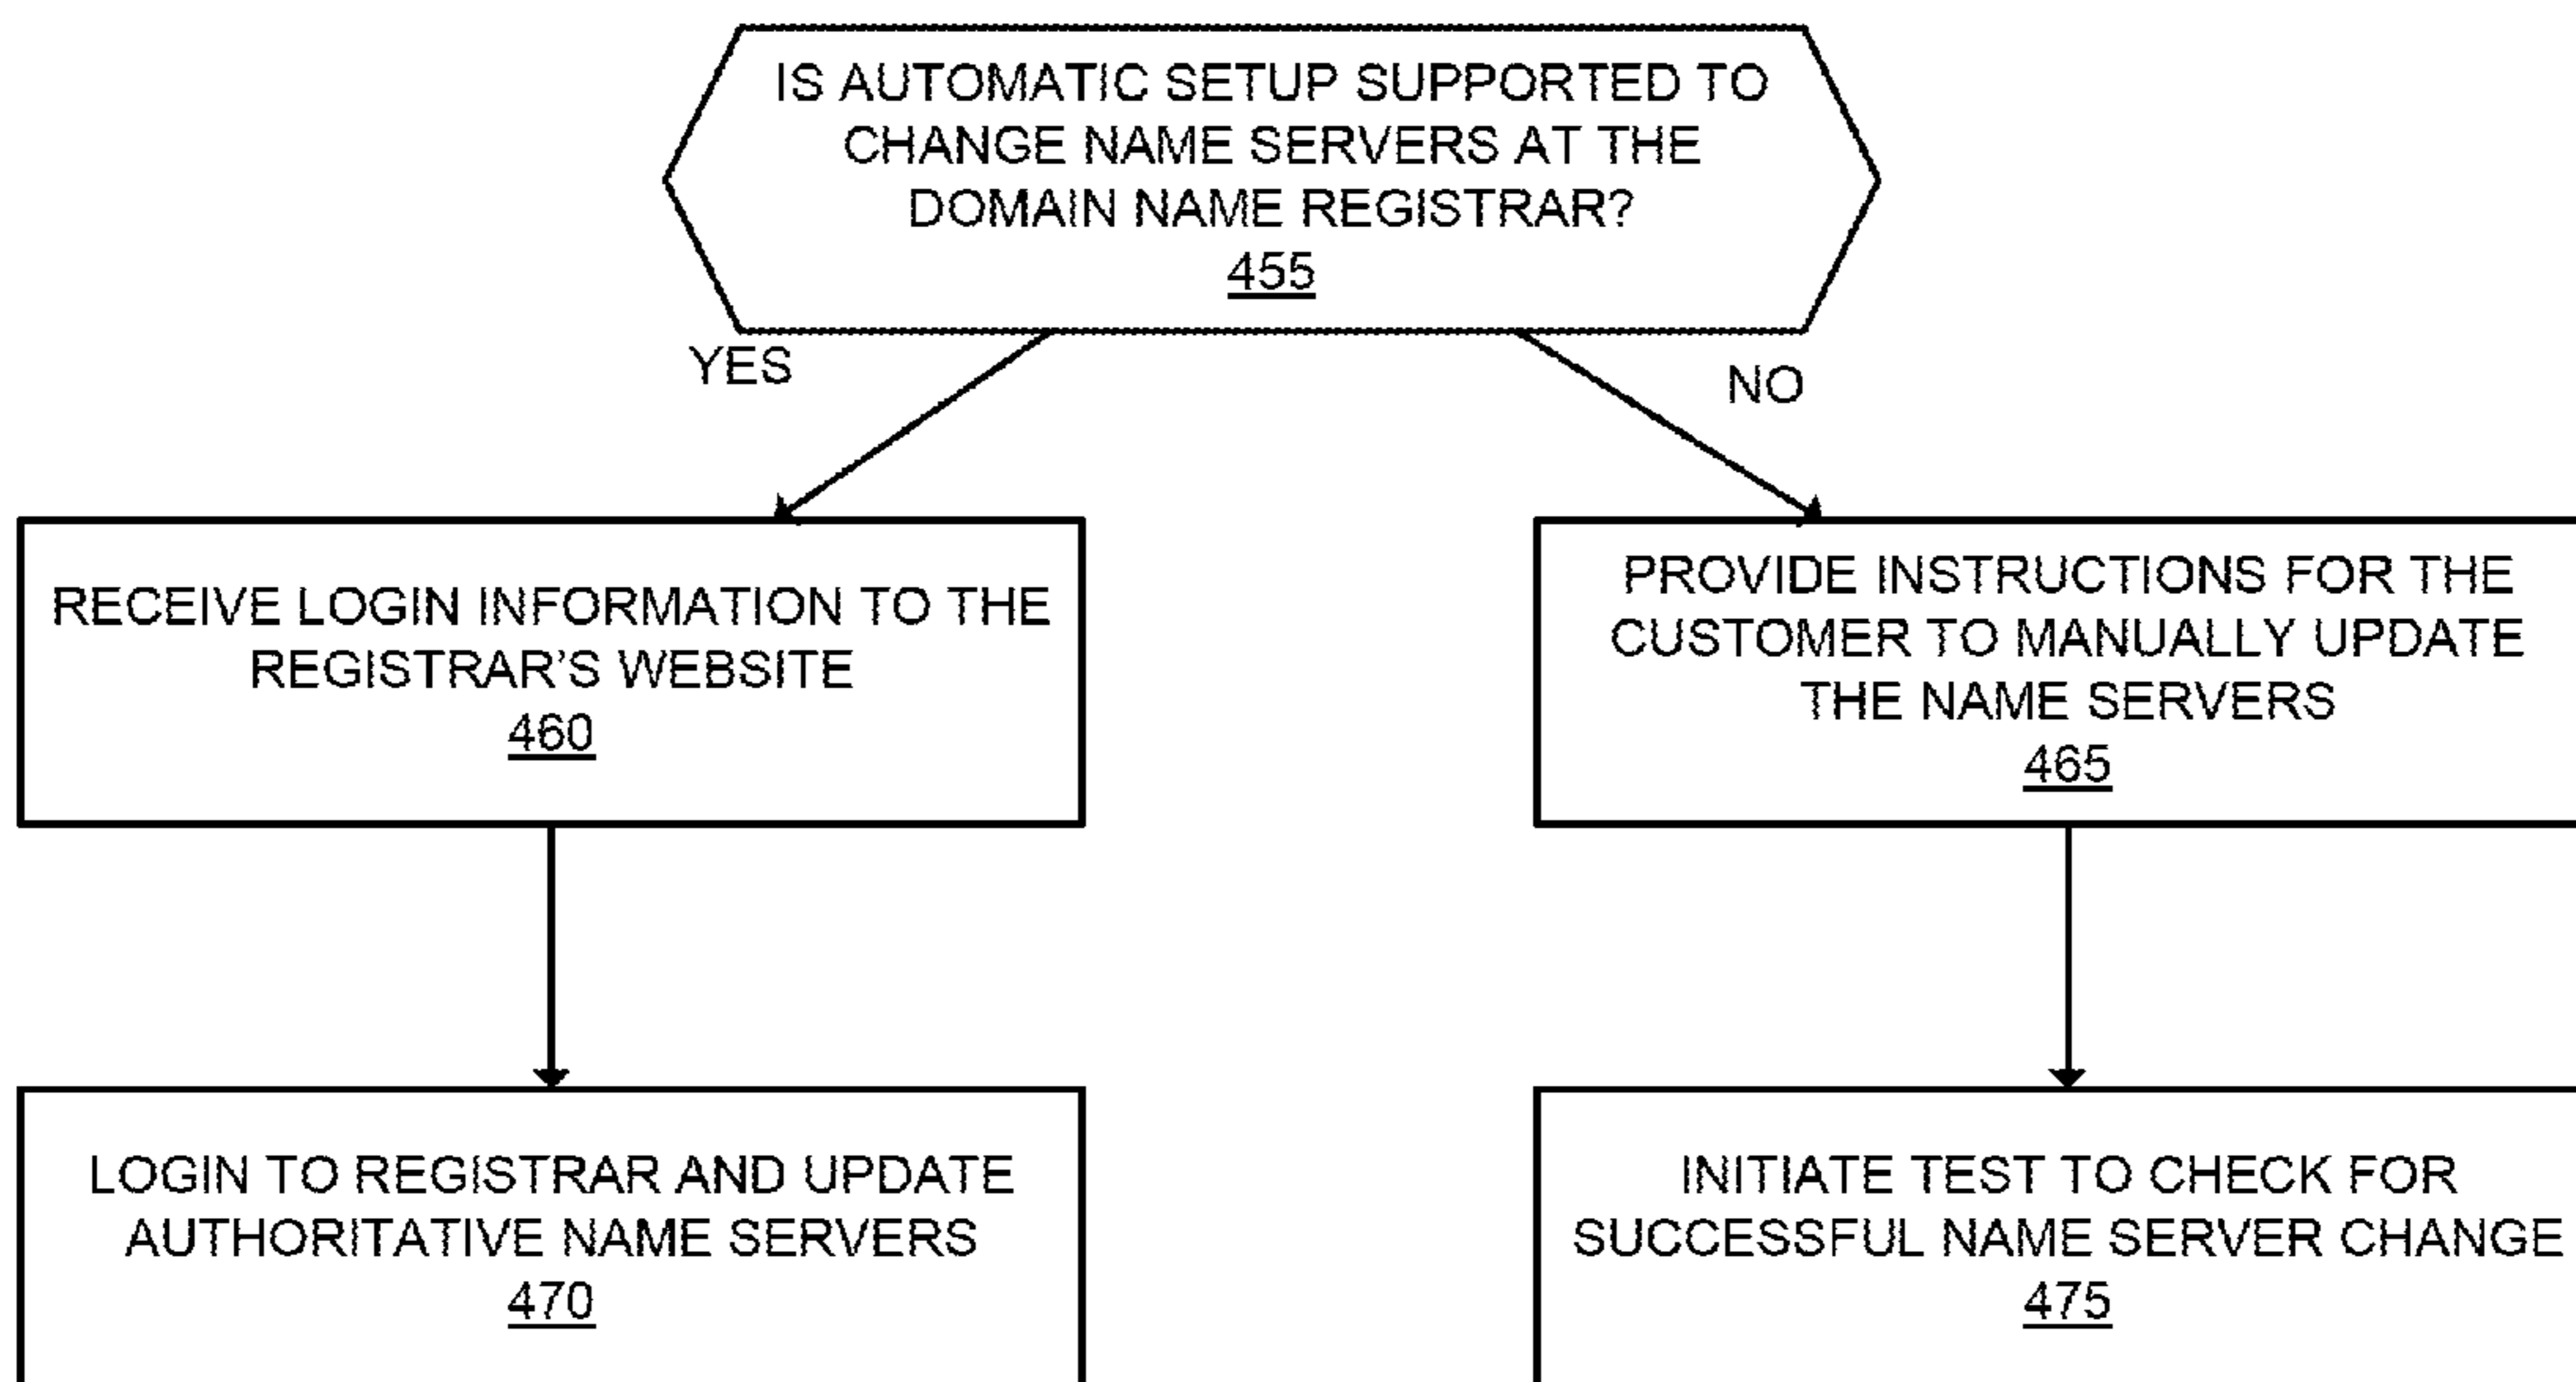 IS AUTOMATIC SETUP SUPPORTED TO
CHANGE NAME SERVERS AT THE
DOMAIN NAME REGISTRAR?
455
YES
NO
RECEIVE LOGIN INFORMATION TO THE
REGISTRAR'S WEBSITE
460
PROVIDE INSTRUCTIONS FOR THE
CUSTOMER TO MANUALLY UPDATE
THE NAME SERVERS
465
LOGIN TO REGISTRAR AND UPDATE
AUTHORITATIVE NAME SERVERS
470
INITIATE TEST TO CHECK FOR
SUCCESSFUL NAME SERVER CHANGE
475